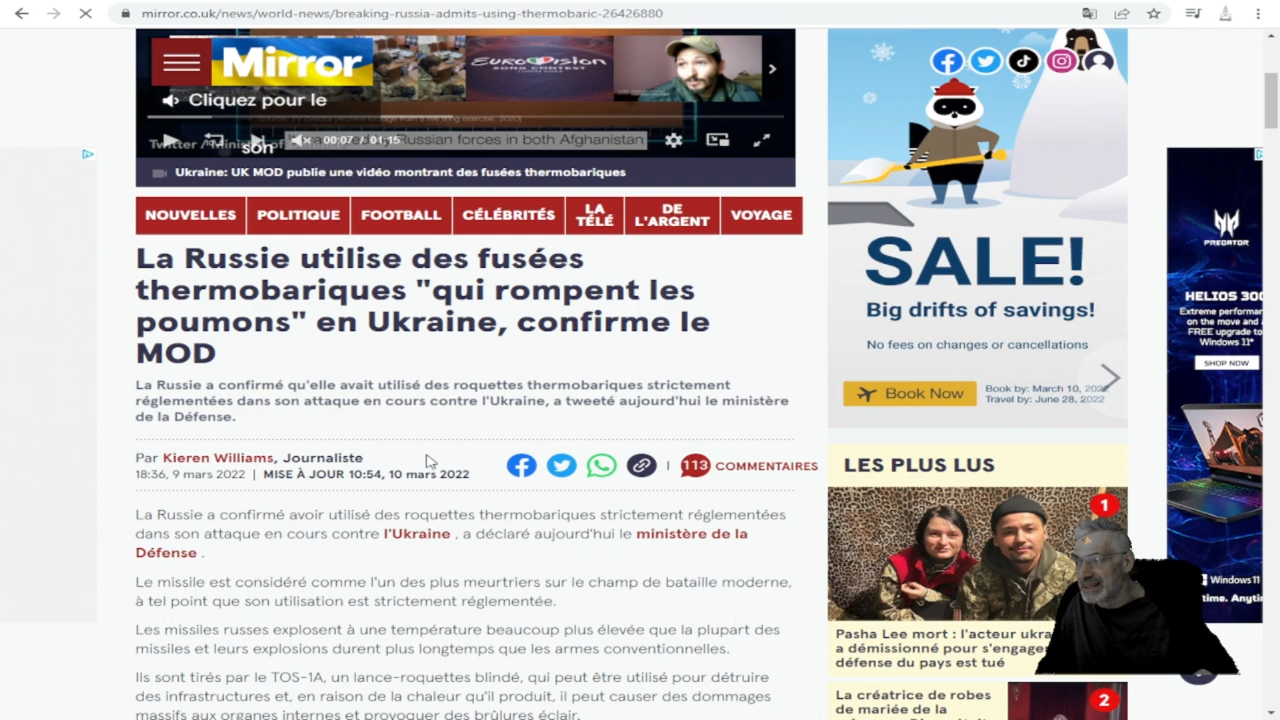 mirror.co.uk/news/world-news/breaking-russia-admits-using-thermobaric-26426880
Mirror
EUROVISION
SONG CONTEST
Cliquez pour le
son
00:07 / 01:15
Russian forces in both Afghanistan
Ukraine: UK MOD publie une vidéo montrant des fusées thermobariques
NOUVELLES
POLITIQUE
FOOTBALL
CÉLÉBRITÉS
LA
TÉLÉ
DE
L'ARGENT
VOYAGE
La Russie utilise des fusées
thermobariques "qui rompent les
poumons" en Ukraine, confirme le
MOD
La Russie a confirmé qu'elle avait utilisé des roquettes thermobariques strictement
réglementées dans son attaque en cours contre l'Ukraine, a tweeté aujourd'hui le ministère
de la Défense.
Par Kieren Williams, Journaliste
18:36, 9 mars 2022 | MISE À JOUR 10:54, 10 mars 2022
113 COMMENTAIRES
La Russie a confirmé avoir utilisé des roquettes thermobariques strictement réglementées
dans son attaque en cours contre l'Ukraine , a déclaré aujourd'hui le ministère de la
Défense .
Le missile est considéré comme l'un des plus meurtriers sur le champ de bataille moderne,
à tel point que son utilisation est strictement réglementée.
Les missiles russes explosent à une température beaucoup plus élevée que la plupart des
missiles et leurs explosions durent plus longtemps que les armes conventionnelles.
Ils sont tirés par le TOS-1A, un lance-roquettes blindé, qui peut être utilisé pour détruire
des infrastructures et, en raison de la chaleur qu'il produit, il peut causer des dommages
massifs aux organes internes et provoquer des brûlures éclair.
SALE!
Big drifts of savings!
No fees on changes or cancellations
Book Now
Book by: March 10, 2022
Travel by: June 28, 2022
LES PLUS LUS
1
Pasha Lee mort : l'acteur
a démissionné pour s'engager
défense du pays est tué
La créatrice de robes
de mariée de la
2
PREDATOR
HELIOS 300
Extreme
on the move and
FREE upgrade to
Windows 11*
SHOP NOW
Windows 11